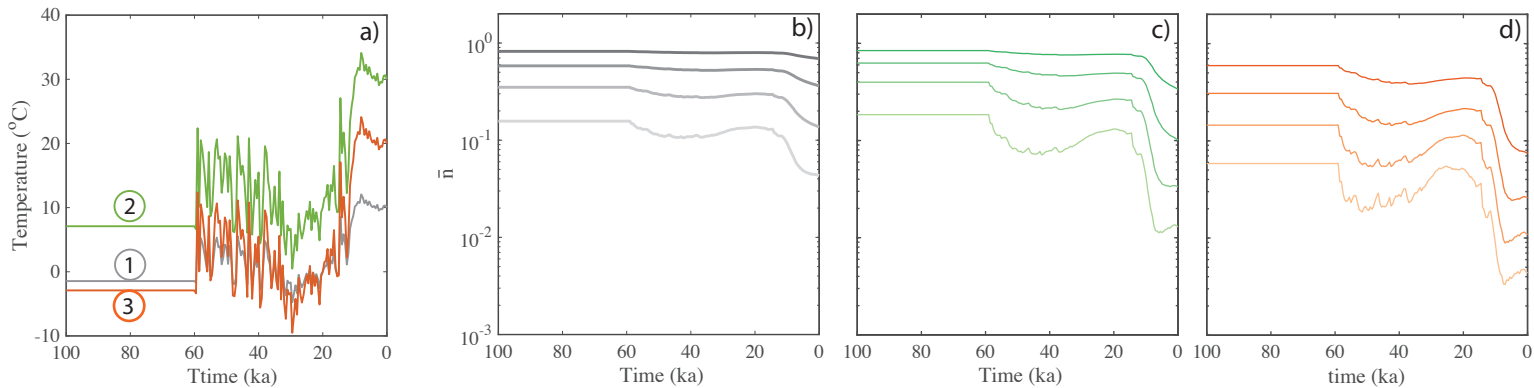 a)
40
30
20
10
0
-10
Temperature (°C)
2
1
3
100 80 60 40 20 0
Ttime (ka)
b)
10⁰
10⁻¹
10⁻²
10⁻³
n̄
100 80 60 40 20 0
Time (ka)
c)
100 80 60 40 20 0
Time (ka)
d)
100 80 60 40 20 0
time (ka)